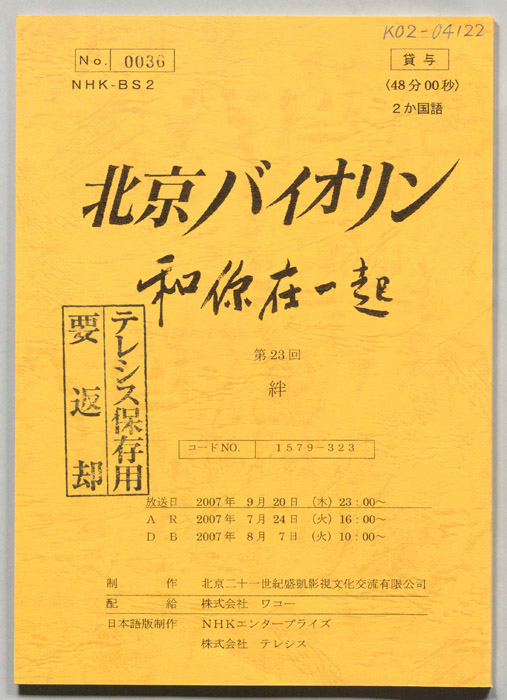 K02-04122
No. 0036
貸与
NHK-BS2
〈48分00秒〉
2か国語
北京バイオリン
和你在一起
テレシス保存用
要返却
第23回
絆
コードNO. 1579-323
放送日 2007年 9月20日 (木) 23:00~
AR 2007年 7月24日 (火) 16:00~
DB 2007年 8月 7日 (火) 10:00~
制作 北京二十一世紀盛凱影視文化交流有限公司
配給 株式会社 ワコー
日本語版制作 NHKエンタープライズ
株式会社 テレシス